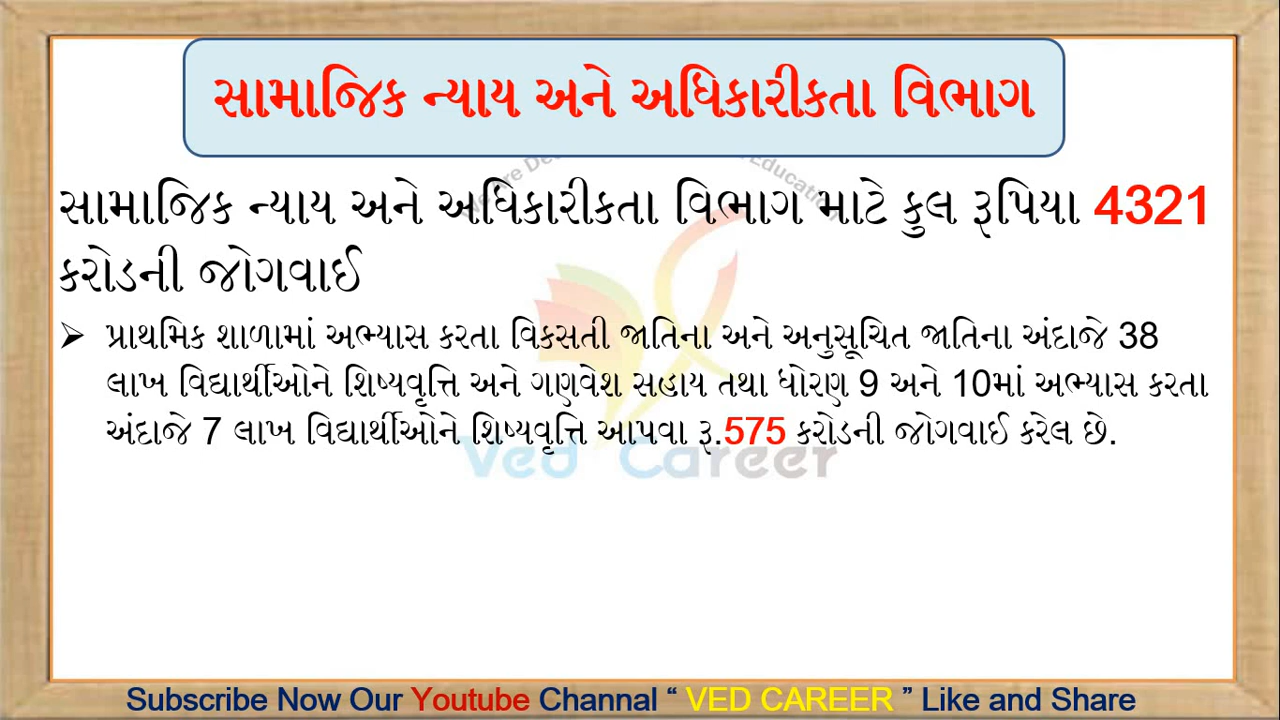 સામાજિક ન્યાય અને અધિકારીકતા વિભાગ
સામાજિક ન્યાય અને અધિકારીકતા વિભાગ માટે કુલ રૂપિયા 4321
કરોડની જોગવાઈ
➢ પ્રાથમિક શાળામાં અભ્યાસ કરતા વિકસતી જાતિના અને અનુસૂચિત જાતિના અંદાજે 38
લાખ વિદ્યાર્થીઓને શિષ્યવૃત્તિ અને ગણવેશ સહાય તથા ધોરણ 9 અને 10માં અભ્યાસ કરતા
અંદાજે 7 લાખ વિદ્યાર્થીઓને શિષ્યવૃત્તિ આપવા રૂ.575 કરોડની જોગવાઈ કરેલ છે.
Ved Career
Subscribe Now Our Youtube Channal “ VED CAREER ” Like and Share